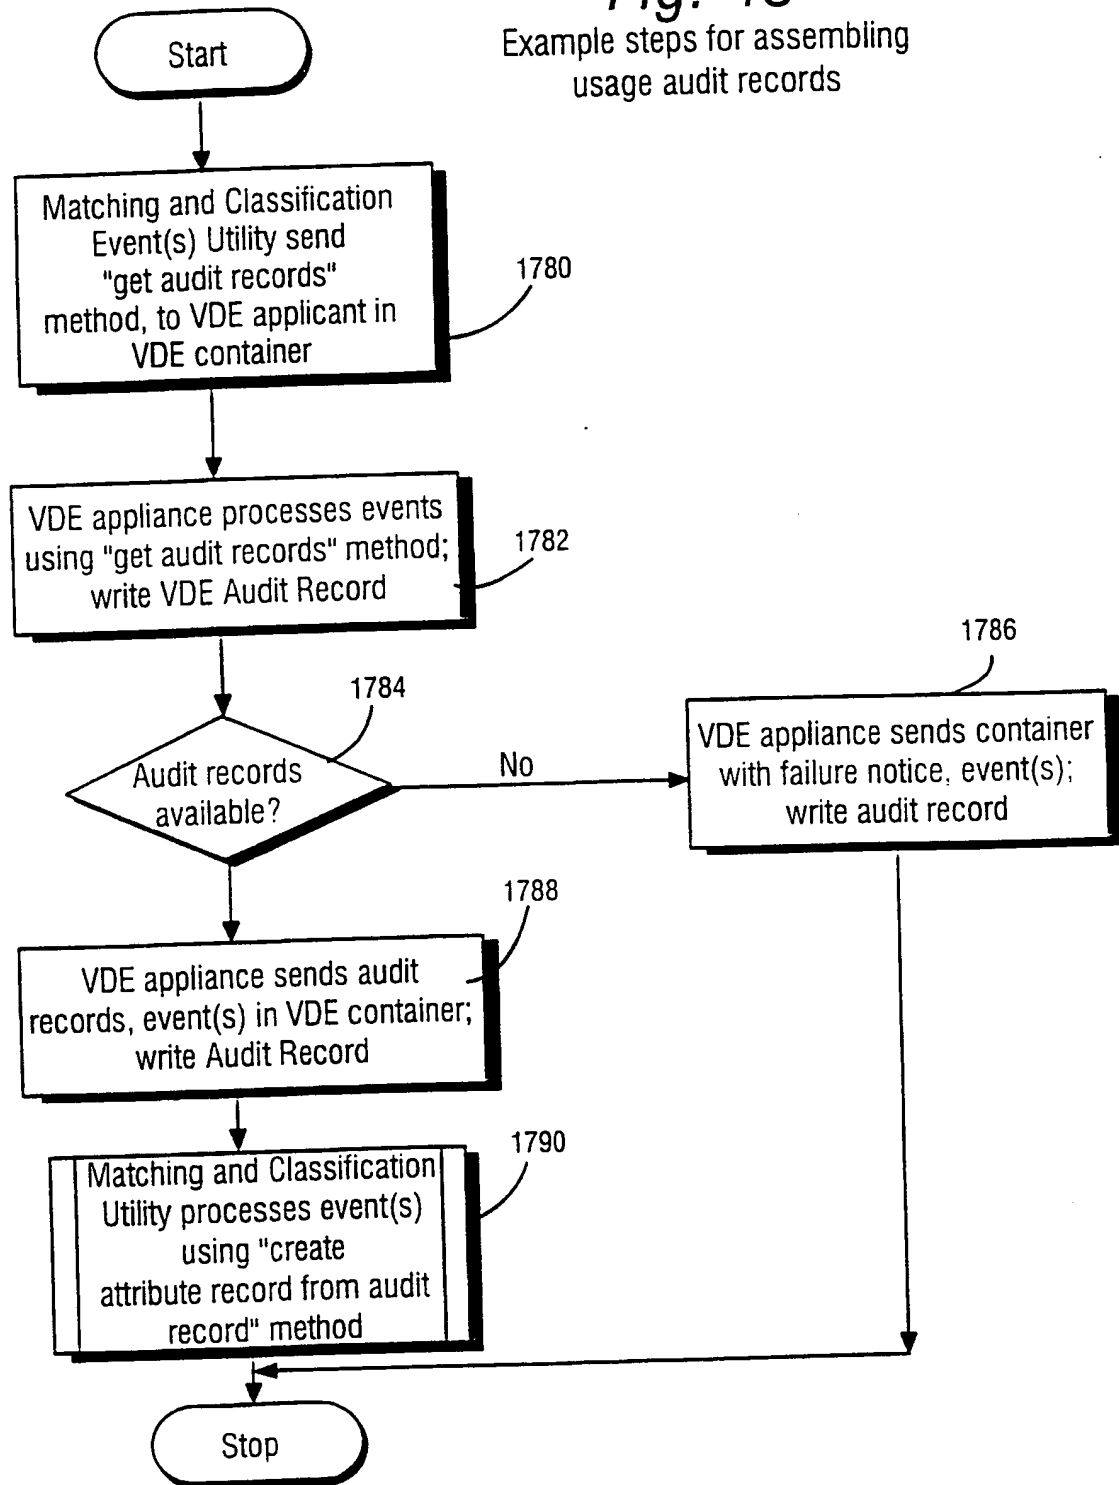 Example steps for assembling
usage audit records
Start
Matching and Classification
Event(s) Utility send
"get audit records"
method, to VDE applicant in
VDE container
1780
VDE appliance processes events
using "get audit records" method;
write VDE Audit Record
1782
1784
Audit records
available?
No
1786
VDE appliance sends container
with failure notice, event(s);
write audit record
1788
VDE appliance sends audit
records, event(s) in VDE container;
write Audit Record
1790
Matching and Classification
Utility processes event(s)
using "create
attribute record from audit
record" method
Stop